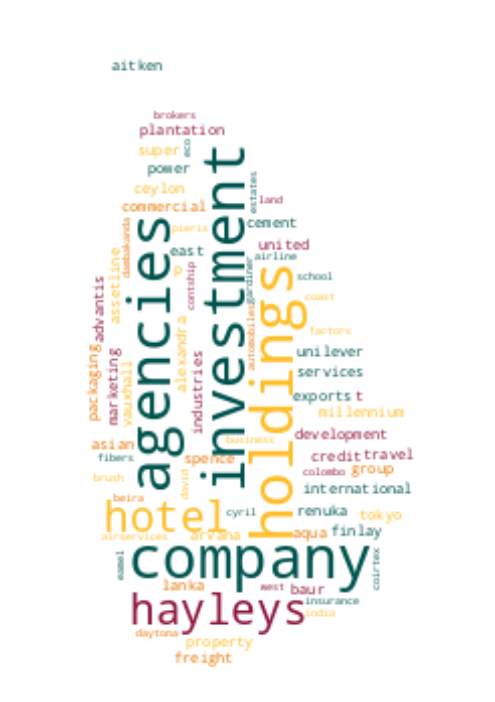 aitken
brokers
plantation
super
eco
power
ceylon
estates
land
commercial
investment
agencies
dambakanda
pieris
cement
east
united
airline
p
contship
gardiner
holdings
school
assetline
advantis
coast
automobiles
alexandra
factors
packaging
marketing
vauxhall
industries
unilever
services
exports
t
millennium
development
business
asian
fibers
spence
credit
travel
colombo
group
brush
david
international
beira
hotel
cyril
renuka
tokyo
airservices
arvana
aqua
finlay
company
eamel
coirtex
lanka
west
baur
hayleys
insurance
india
daytona
property
freight